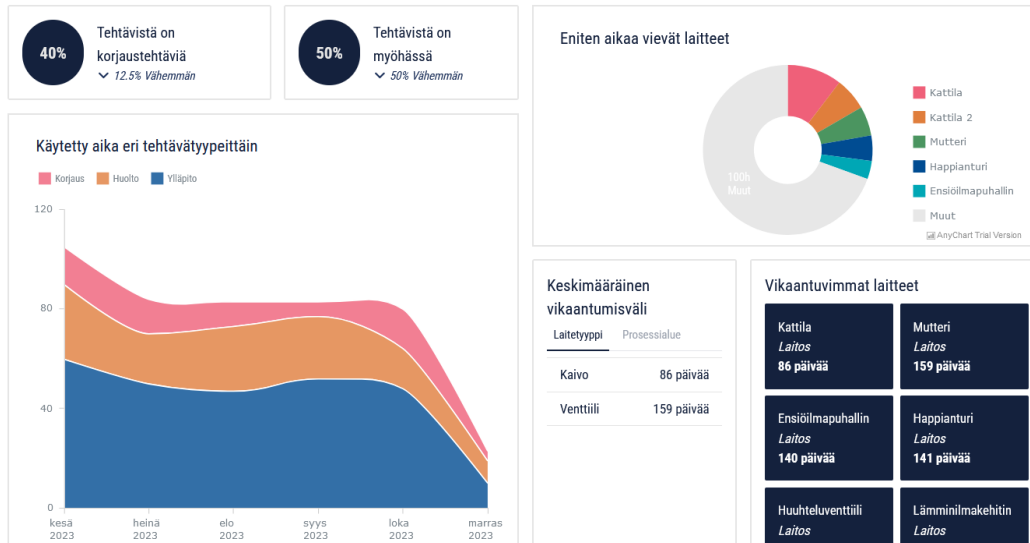 40%
Tehtävistä on
korjaustehtäviä
12.5% Vähemmän
50%
Tehtävistä on
myöhässä
50% Vähemmän
Eniten aikaa vievät laitteet
100h
Muut
Kattila
Kattila 2
Mutteri
Happianturi
Ensiöilmapuhallin
Muut
AnyChart Trial Version
Käytetty aika eri tehtävätyypeittäin
Korjaus Huolto Ylläpito
120
80
40
0
kesä heinä elo syys loka marras
2023 2023 2023 2023 2023 2023
Keskimääräinen
vikaantumisväli
Laitetyyppi Prosessialue
Kaivo 86 päivää
Venttiili 159 päivää
Vikaantuvimmat laitteet
Kattila
Laitos
86 päivää
Mutteri
Laitos
159 päivää
Ensiöilmapuhallin
Laitos
140 päivää
Happianturi
Laitos
141 päivää
Huuhteluventtiili
Laitos
Lämminilmakehitin
Laitos